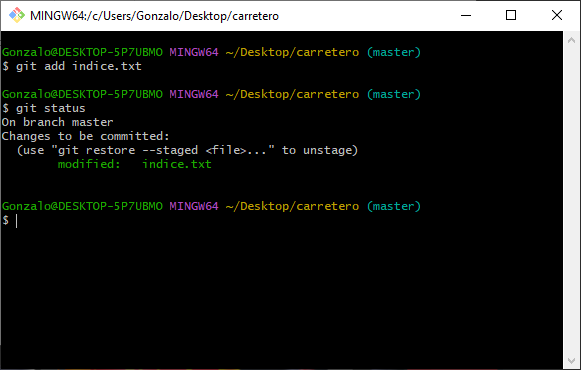 MINGW64:/c/Users/Gonzalo/Desktop/carretero
Gonzalo@DESKTOP-5P7UBMO MINGW64 ~/Desktop/carretero (master)
$ git add indice.txt
Gonzalo@DESKTOP-5P7UBMO MINGW64 ~/Desktop/carretero (master)
$ git status
On branch master
Changes to be committed:
  (use "git restore --staged <file>..." to unstage)
        modified:   indice.txt
Gonzalo@DESKTOP-5P7UBMO MINGW64 ~/Desktop/carretero (master)
$